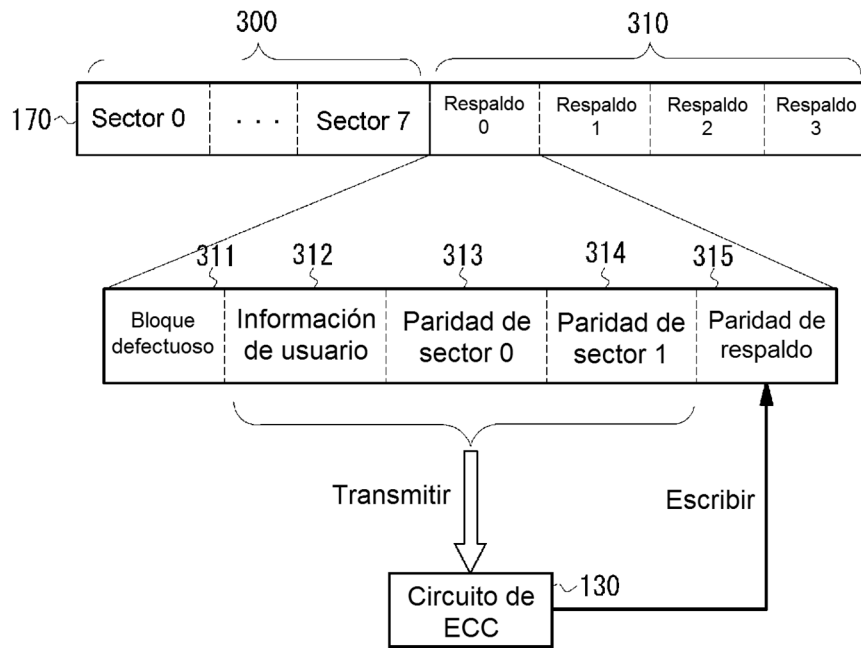 300
310
170
Sector 0
. . .
Sector 7
Respaldo
0
Respaldo
1
Respaldo
2
Respaldo
3
311
312
313
314
315
Bloque
defectuoso
Información
de usuario
Paridad de
sector 0
Paridad de
sector 1
Paridad de
respaldo
Transmitir
Escribir
Circuito de
ECC
130